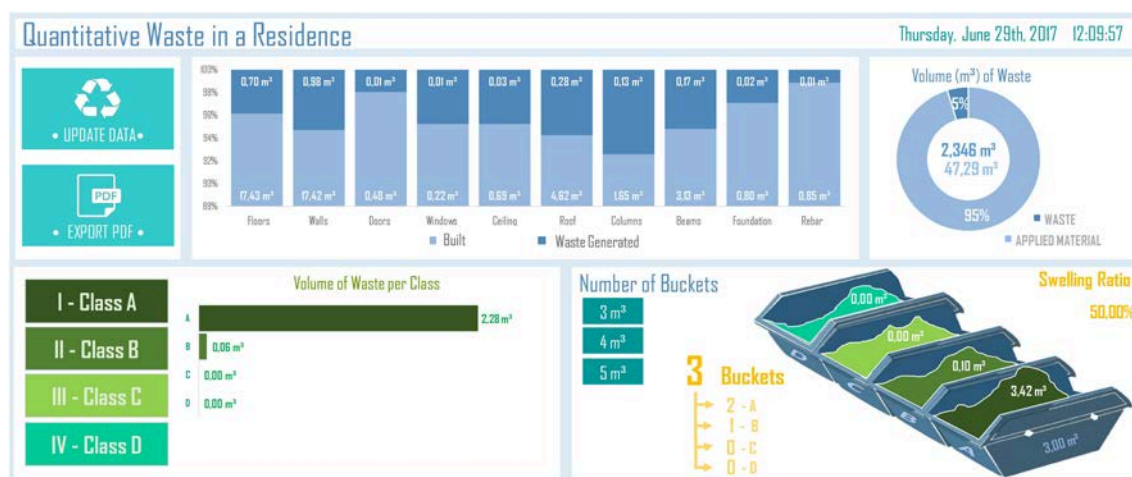 Quantitative Waste in a Residence
Thursday, June 29th, 2017 12:09:57
• UPDATE DATA•
PDF
• EXPORT PDF •
100%
98%
96%
94%
92%
90%
88%
0,70 m³ 0,98 m³ 0,01 m³ 0,01 m³ 0,03 m³ 0,28 m³ 0,13 m³ 0,17 m³ 0,02 m³ 0,01 m³
17,43 m³ 17,42 m³ 0,48 m³ 0,22 m³ 0,69 m³ 4,62 m³ 1,65 m³ 3,13 m³ 0,80 m³ 0,85 m³
Floors Walls Doors Windows Ceiling Roof Columns Beams Foundation Rebar
Built Waste Generated
Volume (m³) of Waste
5%
2,346 m³
47,29 m³
95%
WASTE
APPLIED MATERIAL
I - Class A
II - Class B
III - Class C
IV - Class D
Volume of Waste per Class
A 2,28 m³
B 0,06 m³
C 0,00 m³
D 0,00 m³
Number of Buckets
3 m³
4 m³
5 m³
3 Buckets
2 - A
1 - B
0 - C
0 - D
Swelling Ratio
50,00%
0,00 m³
0,00 m³
0,10 m³
3,42 m³
D
C
B
A
3,00 m³